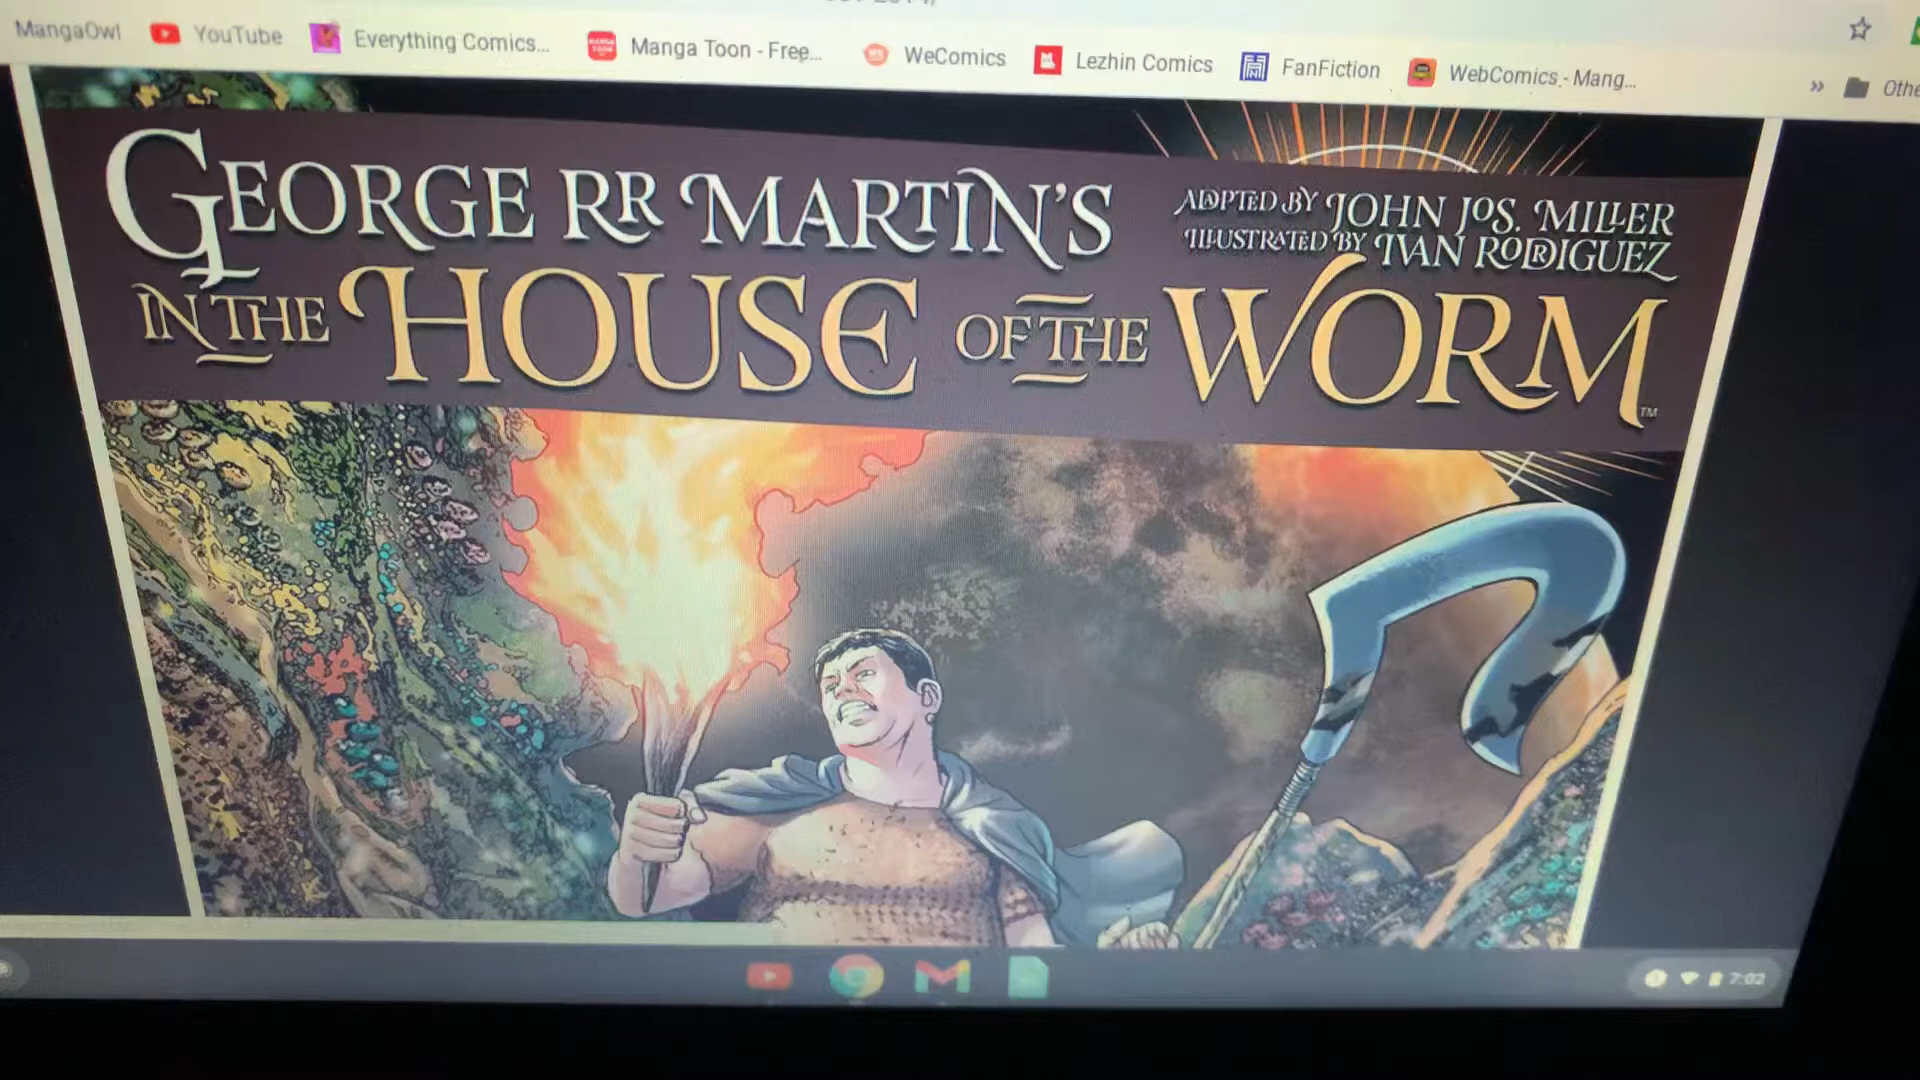 MangaOwl YouTube Everything Comics... Manga Toon - Free... WeComics Lezhin Comics FanFiction WebComics - Mang... »
GEORGE RR MARTIN'S
ADAPTED BY JOHN JOS. MILLER
ILLUSTRATED BY IVAN RODRIGUEZ
IN THE HOUSE OF THE WORM TM
7:02